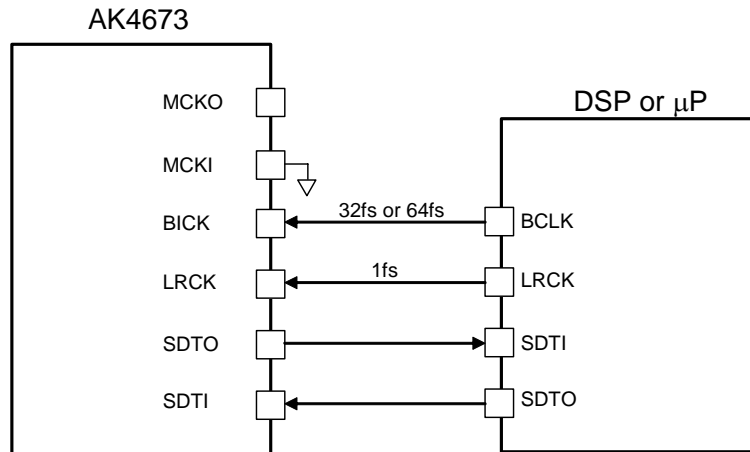 AK4673
DSP or μP
MCKO
MCKI
BICK
32fs or 64fs
BCLK
LRCK
1fs
LRCK
SDTO
SDTI
SDTI
SDTO